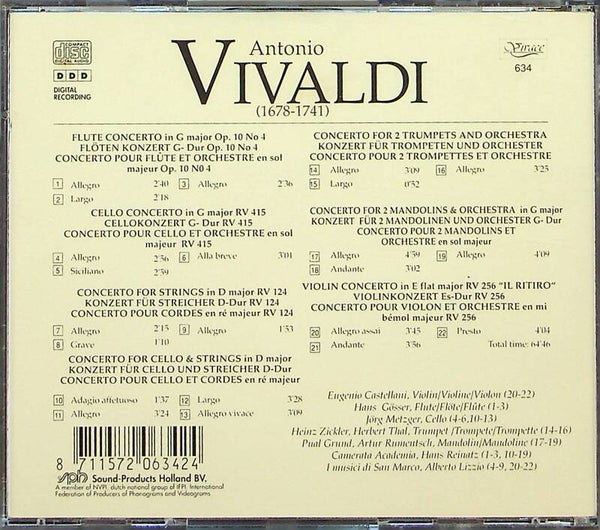 COMPACT
disc
DIGITAL AUDIO
DDD
DIGITAL
RECORDING
Antonio
VIVALDI
(1678-1741)
634
FLUTE CONCERTO in G major Op. 10 No 4
FLÖTEN KONZERT G- Dur Op. 10 No 4
CONCERTO POUR FLÛTE ET ORCHESTRE en sol
majeur Op. 10 N0 4
1 Allegro 2'40 3 Allegro 2'36
2 Largo 2'18
CELLO CONCERTO in G major RV 415
CELLOKONZERT G- Dur RV 415
CONCERTO POUR CELLO ET ORCHESTRE en sol
majeur RV 415
4 Allegro 2'56 6 Alla breve 3'01
5 Siciliano 2'59
CONCERTO FOR STRINGS in D major RV 124
KONZERT FÜR STREICHER D-Dur RV 124
CONCERTO POUR CORDES en ré majeur RV 124
7 Allegro 2'15 9 Allegro 1'53
8 Grave 1'10
CONCERTO FOR CELLO & STRINGS in D major
KONZERT FÜR CELLO UND STREICHER D-Dur
CONCERTO POUR CELLO ET CORDES en ré majeur
10 Adagio affettuoso 1'37 12 Largo 3'28
11 Allegro 3'24 13 Allegro vivace 3'09
CONCERTO FOR 2 TRUMPETS AND ORCHESTRA
KONZERT FÜR TROMPETEN UND ORCHESTER
CONCERTO POUR 2 TROMPETTES ET ORCHESTRE
14 Allegro 3'09 16 Allegro 3'25
15 Largo 0'52
CONCERTO FOR 2 MANDOLINS & ORCHESTRA in G major
KONZERT FÜR 2 MANDOLINEN UND ORCHESTER G- Dur
CONCERTO POUR 2 MANDOLINS ET
ORCHESTRE en sol majeur
17 Allegro 4'59 19 Allegro 4'09
18 Andante 3'02
VIOLIN CONCERTO in E flat major RV 256 "IL RITIRO"
VIOLINKONZERT Es-Dur RV 256
CONCERTO POUR VIOLON ET ORCHESTRE en mi
bémol majeur RV 256
20 Allegro assai 3'45 22 Presto 4'04
21 Andante 3'56 Total time: 64'46
Eugenio Castellani, Violin/Violine/Violon (20-22)
Hans Gösser, Flute/Flöte/Flûte (1-3)
Jörg Metzger, Cello (4-6,10-13)
Heinz Zickler, Herbert Thal, Trumpet /Trompete/Trompette (14-16)
Pual Grund, Artur Rumentsch, Mandolin/Mandoline (17-19)
Camerata Academia, Hans Reinatz (1-3, 10-19)
I musici di San Marco, Alberto Lizzio (4-9, 20-22)
8 711572 063424
sph Sound-Products Holland BV.
A member of NVPI, dutch national group of IFPI, International
Federation of Producers of Phonograms and Videograms.